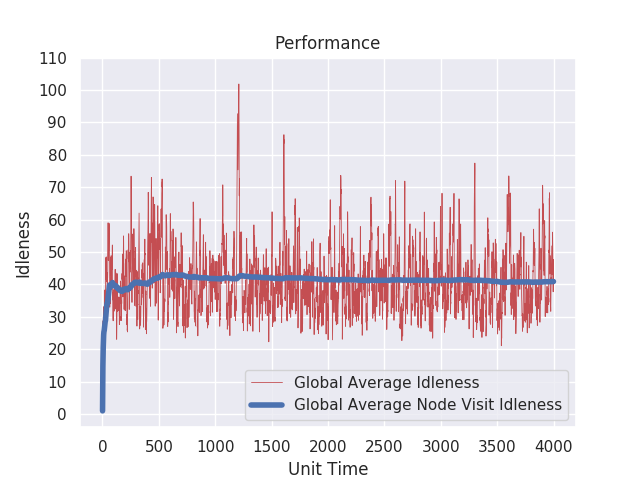 Performance
Idleness
110
100
90
80
70
60
50
40
30
20
10
0
Global Average Idleness
Global Average Node Visit Idleness
0 500 1000 1500 2000 2500 3000 3500 4000
Unit Time